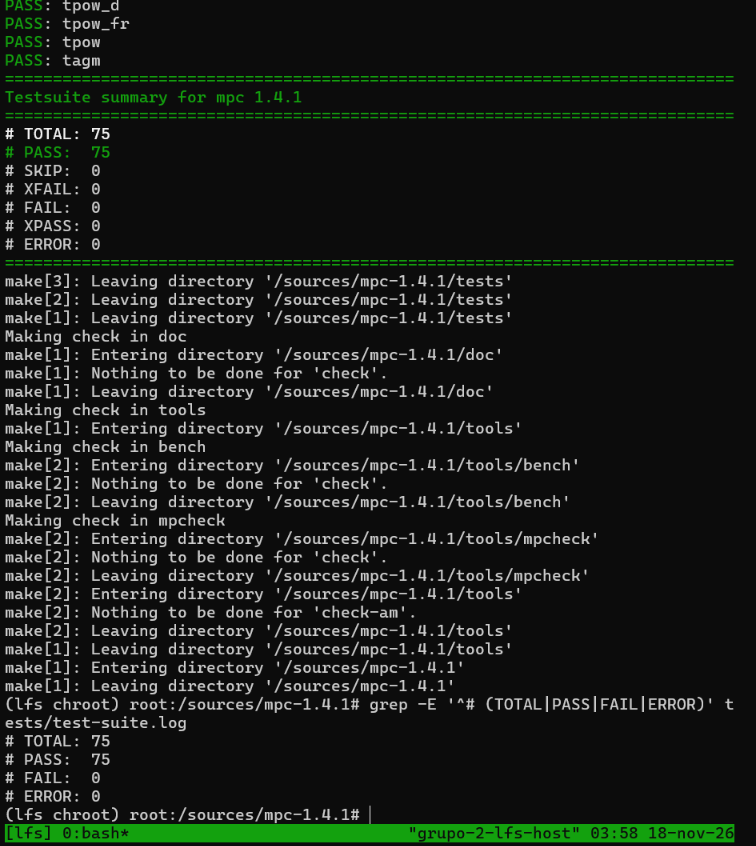 PASS: tpow_d
PASS: tpow_fr
PASS: tpow
PASS: tagm
============================================================================
Testsuite summary for mpc 1.4.1
============================================================================
# TOTAL: 75
# PASS:  75
# SKIP:  0
# XFAIL: 0
# FAIL:  0
# XPASS: 0
# ERROR: 0
============================================================================
make[3]: Leaving directory '/sources/mpc-1.4.1/tests'
make[2]: Leaving directory '/sources/mpc-1.4.1/tests'
make[1]: Leaving directory '/sources/mpc-1.4.1/tests'
Making check in doc
make[1]: Entering directory '/sources/mpc-1.4.1/doc'
make[1]: Nothing to be done for 'check'.
make[1]: Leaving directory '/sources/mpc-1.4.1/doc'
Making check in tools
make[1]: Entering directory '/sources/mpc-1.4.1/tools'
Making check in bench
make[2]: Entering directory '/sources/mpc-1.4.1/tools/bench'
make[2]: Nothing to be done for 'check'.
make[2]: Leaving directory '/sources/mpc-1.4.1/tools/bench'
Making check in mpcheck
make[2]: Entering directory '/sources/mpc-1.4.1/tools/mpcheck'
make[2]: Nothing to be done for 'check'.
make[2]: Leaving directory '/sources/mpc-1.4.1/tools/mpcheck'
make[2]: Entering directory '/sources/mpc-1.4.1/tools'
make[2]: Nothing to be done for 'check-am'.
make[2]: Leaving directory '/sources/mpc-1.4.1/tools'
make[1]: Leaving directory '/sources/mpc-1.4.1/tools'
make[1]: Entering directory '/sources/mpc-1.4.1'
make[1]: Leaving directory '/sources/mpc-1.4.1'
(lfs chroot) root:/sources/mpc-1.4.1# grep -E '^# (TOTAL|PASS|FAIL|ERROR)' t
ests/test-suite.log
# TOTAL: 75
# PASS:  75
# FAIL:  0
# ERROR: 0
(lfs chroot) root:/sources/mpc-1.4.1#
[lfs] 0:bash* "grupo-2-lfs-host" 03:58 18-nov-26